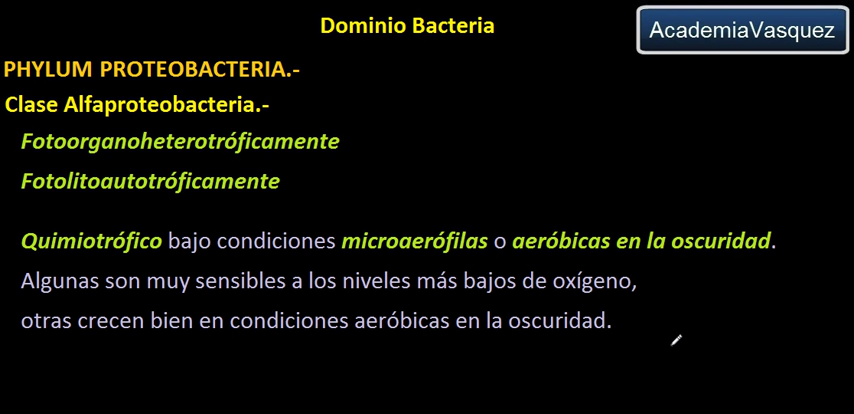 Dominio Bacteria
AcademiaVasquez
PHYLUM PROTEOBACTERIA.-
Clase Alfaproteobacteria.-
Fotoorganoheterotróficamente
Fotolitoautotróficamente
Quimiotrófico bajo condiciones microaerófilas o aeróbicas en la oscuridad.
Algunas son muy sensibles a los niveles más bajos de oxígeno,
otras crecen bien en condiciones aeróbicas en la oscuridad.